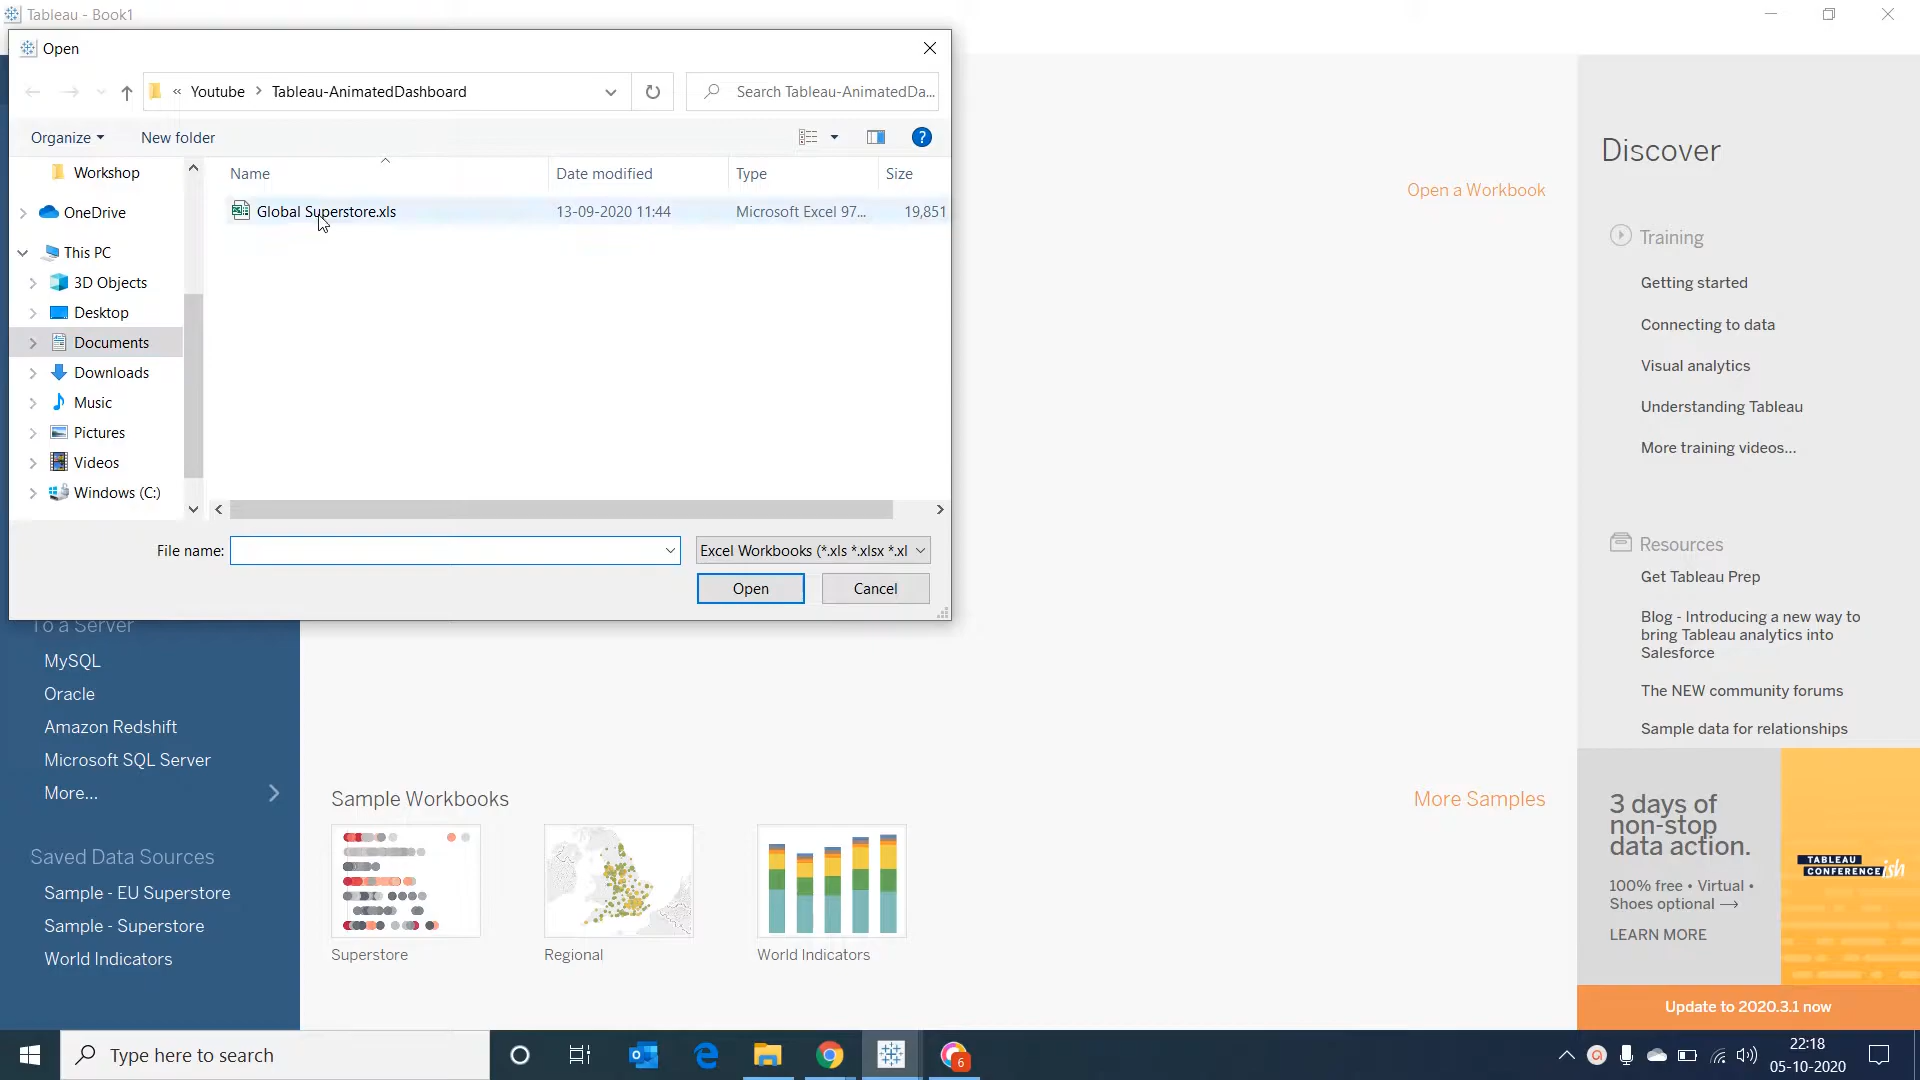 Tableau - Book1
Open
« Youtube > Tableau-AnimatedDashboard
Search Tableau-AnimatedDa...
Organize
New folder
?
Name
Date modified
Type
Size
Workshop
OneDrive
This PC
3D Objects
Desktop
Documents
Downloads
Music
Pictures
Videos
Windows (C:)
Global Superstore.xls
13-09-2020 11:44
Microsoft Excel 97...
19,851
File name:
Excel Workbooks (*.xls *.xlsx *.xl
Open
Cancel
To a Server
MySQL
Oracle
Amazon Redshift
Microsoft SQL Server
More...
Saved Data Sources
Sample - EU Superstore
Sample - Superstore
World Indicators
Open a Workbook
Sample Workbooks
More Samples
Superstore
Regional
World Indicators
Discover
Training
Getting started
Connecting to data
Visual analytics
Understanding Tableau
More training videos...
Resources
Get Tableau Prep
Blog - Introducing a new way to
bring Tableau analytics into
Salesforce
The NEW community forums
Sample data for relationships
3 days of
non-stop
data action.
100% free • Virtual •
Shoes optional →
LEARN MORE
TABLEAU
CONFERENCE ish
Update to 2020.3.1 now
Type here to search
6
22:18
05-10-2020